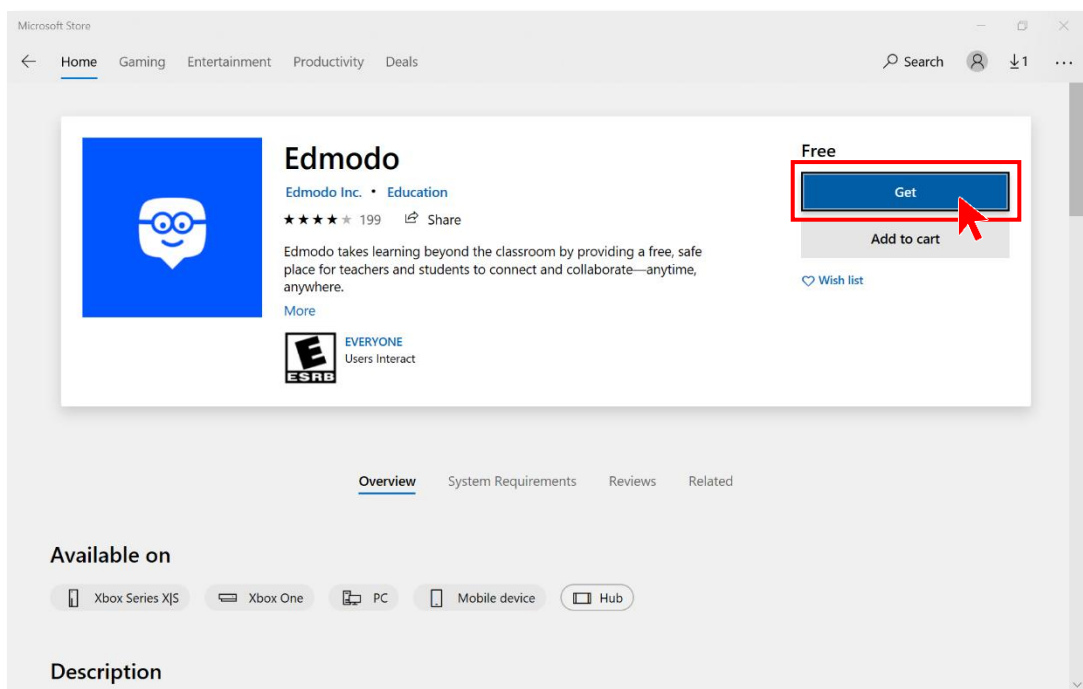 Microsoft Store
Home Gaming Entertainment Productivity Deals
Search
1
Edmodo
Edmodo Inc. • Education
199 Share
Edmodo takes learning beyond the classroom by providing a free, safe
place for teachers and students to connect and collaborate—anytime,
anywhere.
More
E
ESRB
EVERYONE
Users Interact
Free
Get
Add to cart
Wish list
Overview System Requirements Reviews Related
Available on
Xbox Series X|S Xbox One PC Mobile device Hub
Description